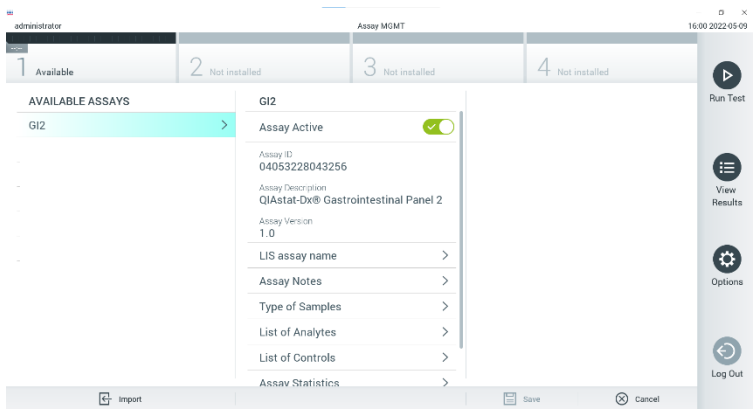 administrator
Assay MGMT
16:00 2022-05-09
1 Available
2 Not installed
3 Not installed
4 Not installed
AVAILABLE ASSAYS
GI2
GI2
Assay Active
Assay ID
04053228043256
Assay Description
QIAstat-Dx® Gastrointestinal Panel 2
Assay Version
1.0
LIS assay name
Assay Notes
Type of Samples
List of Analytes
List of Controls
Assay Statistics
Run Test
View
Results
Options
Log Out
Import
Save
Cancel